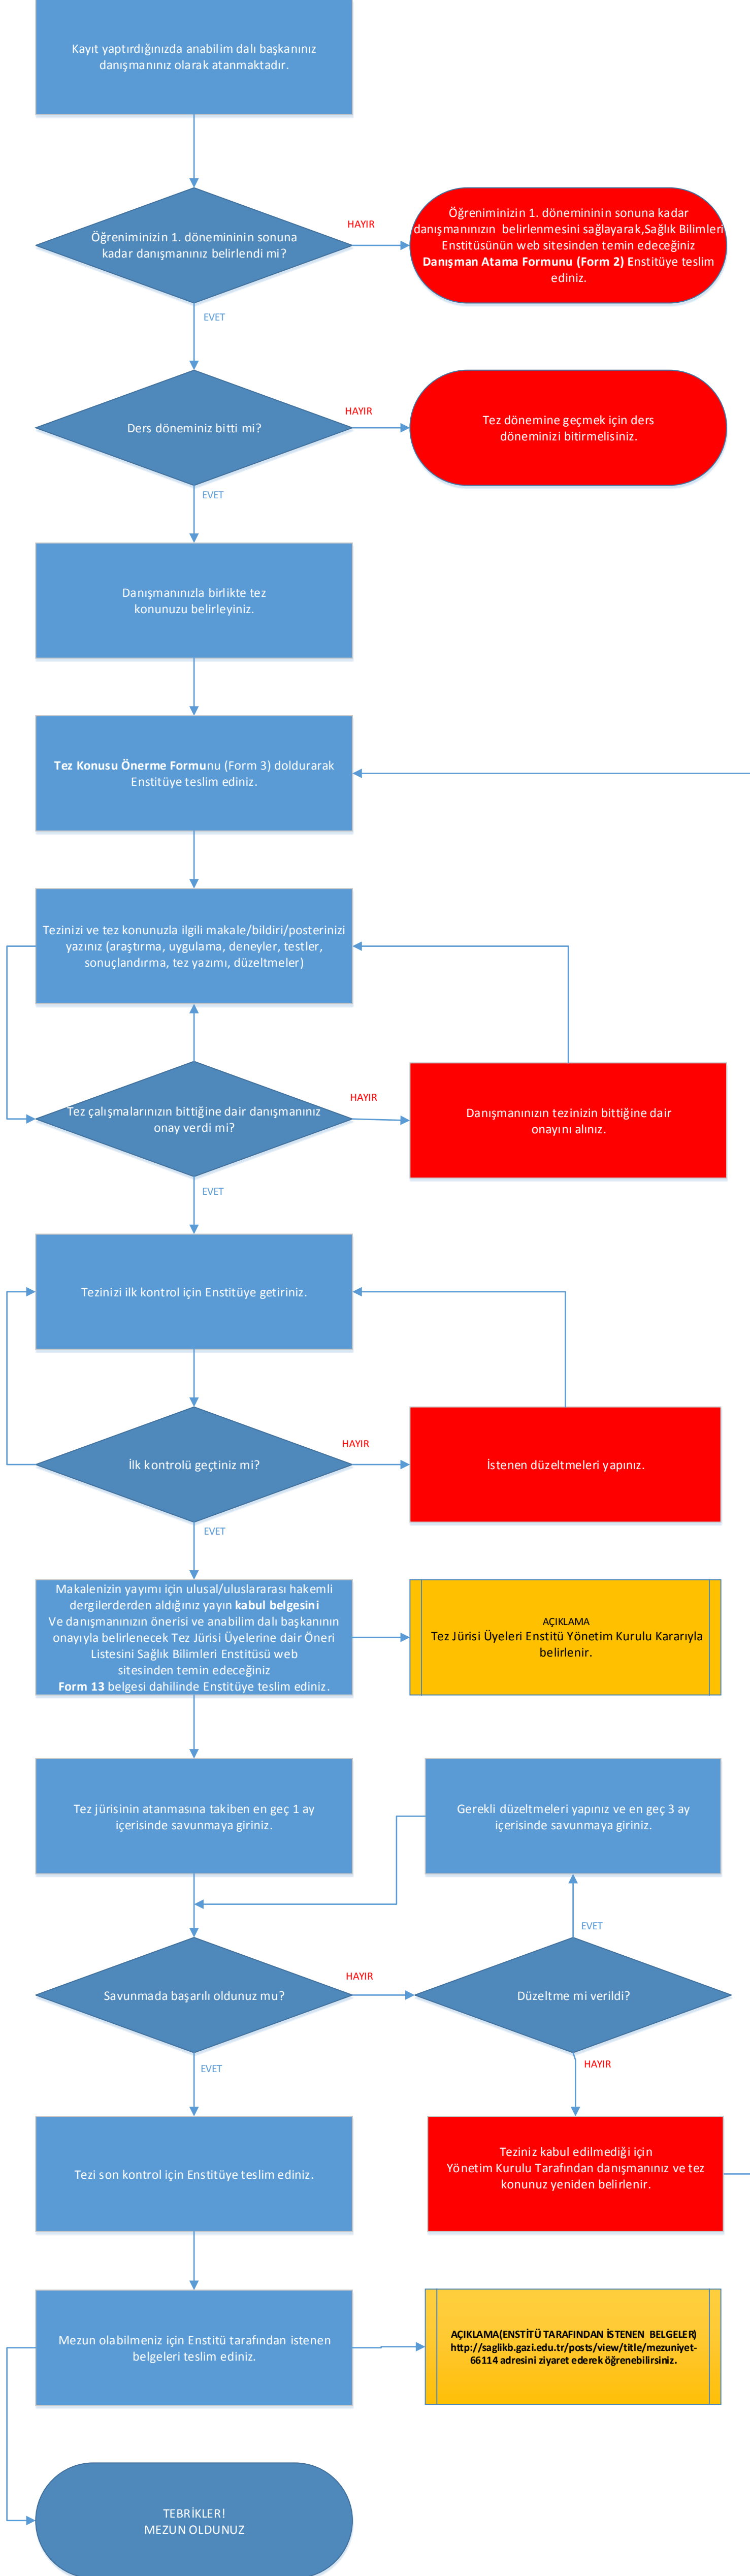 Kayıt yaptırdığınızda anabilim dalı başkanınız
danışmanınız olarak atanmaktadır.
Öğreniminizin 1. dönemininin sonuna
kadar danışmanınız belirlendi mi?
HAYIR
Öğreniminizin 1. dönemininin sonuna kadar
danışmanınızın  belirlenmesini sağlayarak,Sağlık Bilimleri
Enstitüsünün web sitesinden temin edeceğiniz
Danışman Atama Formunu (Form 2) Enstitüye teslim
ediniz.
EVET
Ders döneminiz bitti mi?
HAYIR
Tez dönemine geçmek için ders
döneminizi bitirmelisiniz.
EVET
Danışmanınızla birlikte tez
konunuzu belirleyiniz.
Tez Konusu Önerme Formunu (Form 3) doldurarak
Enstitüye teslim ediniz.
Tezinizi ve tez konunuzla ilgili makale/bildiri/posterinizi
yazınız (araştırma, uygulama, deneyler, testler,
sonuçlandırma, tez yazımı, düzeltmeler)
Tez çalışmalarınızın bittiğine dair danışmanınız
onay verdi mi?
HAYIR
Danışmanınızın tezinizin bittiğine dair
onayını alınız.
EVET
Tezinizi ilk kontrol için Enstitüye getiriniz.
İlk kontrolü geçtiniz mi?
HAYIR
İstenen düzeltmeleri yapınız.
EVET
Makalenizin yayımı için ulusal/uluslararası hakemli
dergilerderden aldığınız yayın kabul belgesini
Ve danışmanınızın önerisi ve anabilim dalı başkanının
onayıyla belirlenecek Tez Jürisi Üyelerine dair Öneri
Listesini Sağlık Bilimleri Enstitüsü web
sitesinden temin edeceğiniz
Form 13 belgesi dahilinde Enstitüye teslim ediniz.
AÇIKLAMA
Tez Jürisi Üyeleri Enstitü Yönetim Kurulu Kararıyla
belirlenir.
Tez jürisinin atanmasına takiben en geç 1 ay
içerisinde savunmaya giriniz.
Gerekli düzeltmeleri yapınız ve en geç 3 ay
içerisinde savunmaya giriniz.
EVET
Savunmada başarılı oldunuz mu?
HAYIR
Düzeltme mi verildi?
EVET
HAYIR
Tezi son kontrol için Enstitüye teslim ediniz.
Teziniz kabul edilmediği için
Yönetim Kurulu Tarafından danışmanınız ve tez
konunuz yeniden belirlenir.
Mezun olabilmeniz için Enstitü tarafından istenen
belgeleri teslim ediniz.
AÇIKLAMA(ENSTİTÜ TARAFINDAN İSTENEN  BELGELER)
http://saglikb.gazi.edu.tr/posts/view/title/mezuniyet-
66114 adresini ziyaret ederek öğrenebilirsiniz.
TEBRİKLER!
MEZUN OLDUNUZ